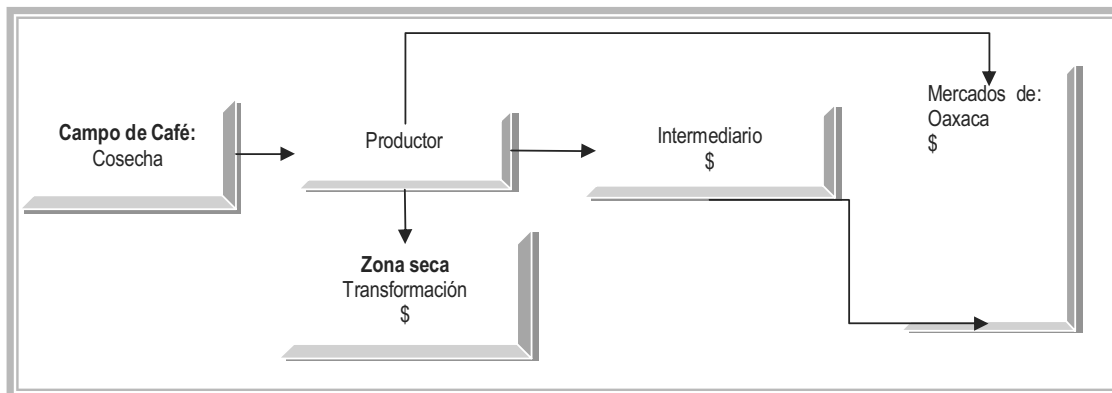 Campo de Café:
Cosecha
Productor
Intermediario
$
Mercados de:
Oaxaca
$
Zona seca
Transformación
$